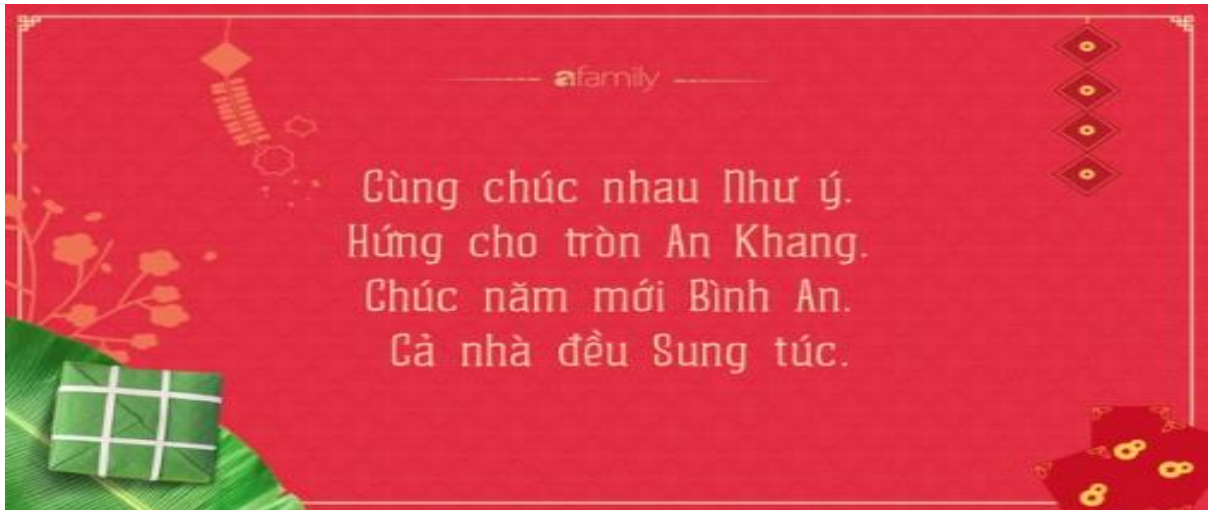 afamily
Cùng chúc nhau Như ý.
Hứng cho tròn An Khang.
Chúc năm mới Bình An.
Cả nhà đều Sung túc.